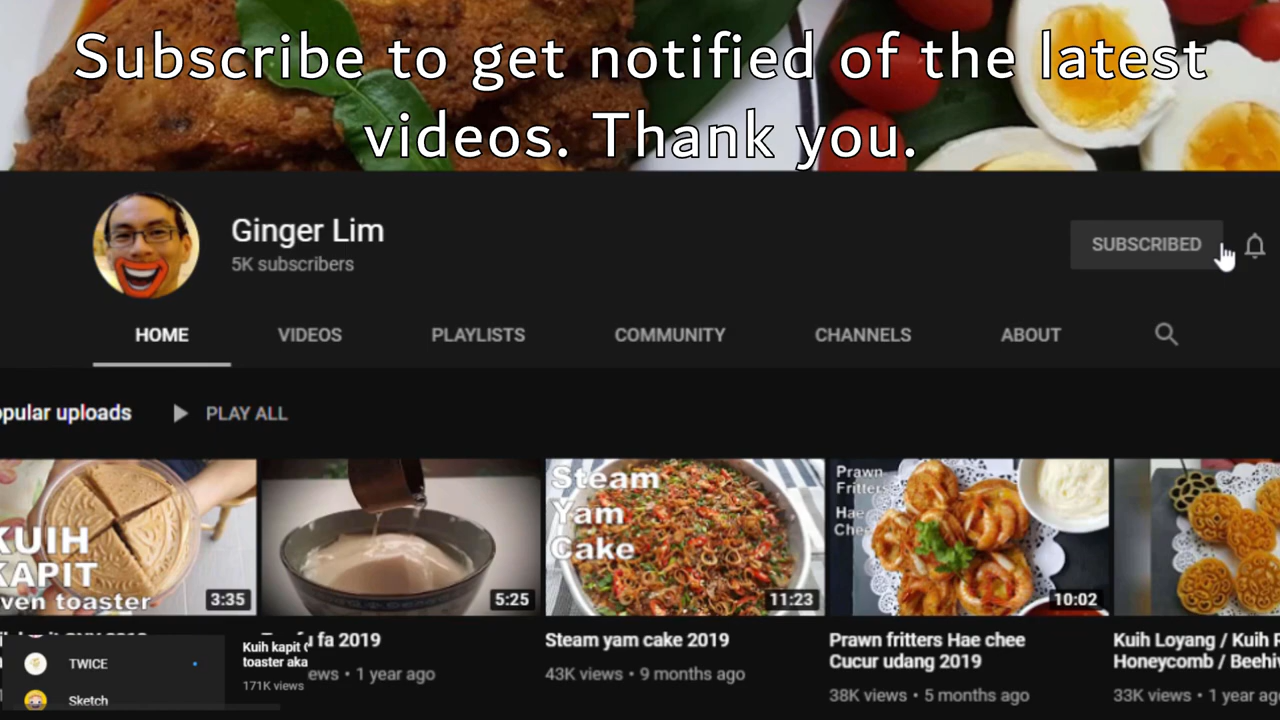 Subscribe to get notified of the latest
videos. Thank you.
Ginger Lim
5K subscribers
SUBSCRIBED
HOME VIDEOS PLAYLISTS COMMUNITY CHANNELS ABOUT
opular uploads PLAY ALL
KUIH
KAPIT
ven toaster
3:35
5:25
Steam
Yam
Cake
11:23
Prawn
Fritters
Hae
Chee
10:02
fa 2019
Steam yam cake 2019
Prawn fritters Hae chee
Cucur udang 2019
Kuih Loyang / Kuih R
Honeycomb / Beehiv
ews • 1 year ago
43K views • 9 months ago
38K views • 5 months ago
33K views • 1 year ago
TWICE
Sketch
Kuih kapit
toaster aka
171K views